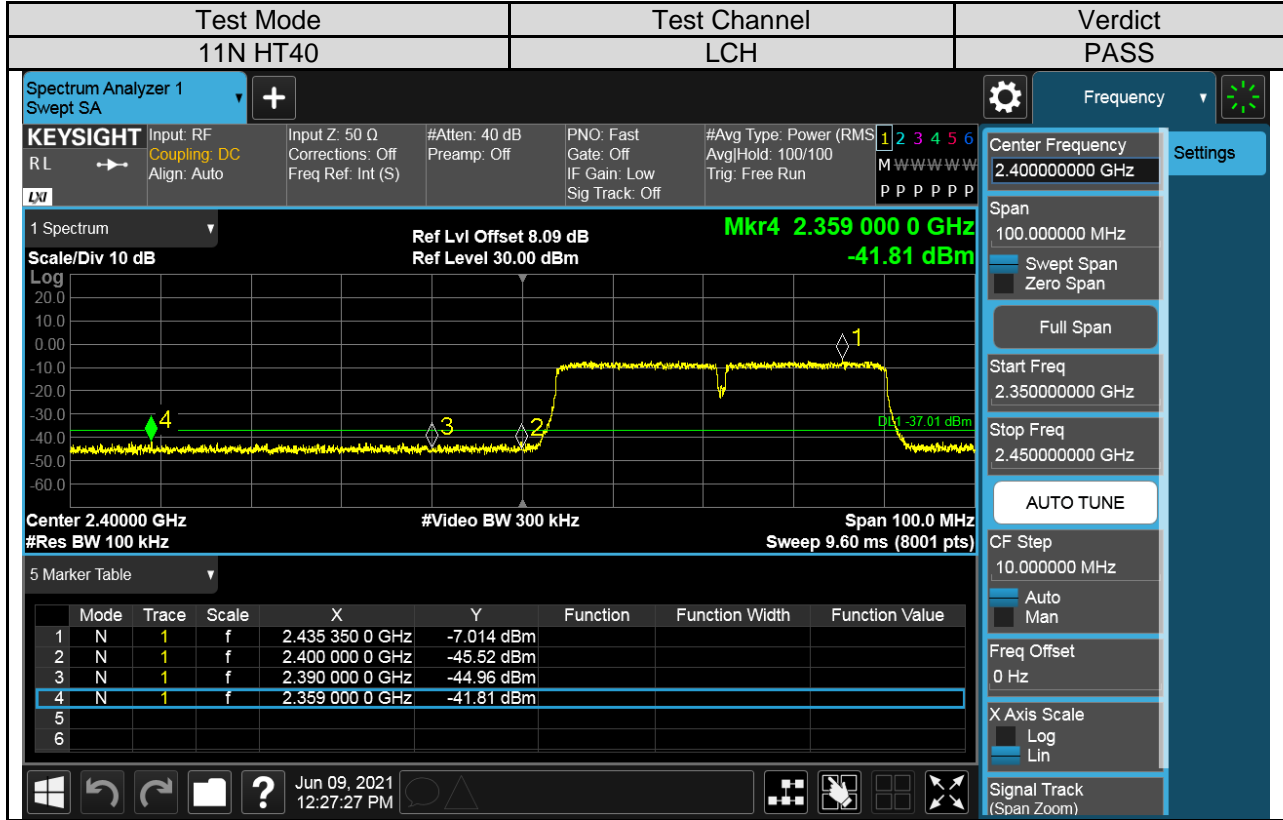 Test Mode Test Channel Verdict
11N HT40 LCH PASS
Spectrum Analyzer 1
Swept SA
Frequency
KEYSIGHT Input: RF Input Z: 50 Ω #Atten: 40 dB PNO: Fast #Avg Type: Power (RMS 1 2 3 4 5 6
R L Coupling: DC Corrections: Off Preamp: Off Gate: Off Avg|Hold: 100/100 M W W W W W
Align: Auto Freq Ref: Int (S) IF Gain: Low Trig: Free Run
LXI Sig Track: Off P P P P P P
1 Spectrum Ref Lvl Offset 8.09 dB Mkr4 2.359 000 0 GHz
Scale/Div 10 dB Ref Level 30.00 dBm -41.81 dBm
Log
20.0
10.0
0.00
-10.0
-20.0
-30.0
-40.0
-50.0
-60.0
1
4
3
2
DL1 -37.01 dBm
Center 2.40000 GHz #Video BW 300 kHz Span 100.0 MHz
#Res BW 100 kHz Sweep 9.60 ms (8001 pts)
5 Marker Table
Mode Trace Scale X Y Function Function Width Function Value
1 N 1 f 2.435 350 0 GHz -7.014 dBm
2 N 1 f 2.400 000 0 GHz -45.52 dBm
3 N 1 f 2.390 000 0 GHz -44.96 dBm
4 N 1 f 2.359 000 0 GHz -41.81 dBm
5
6
Jun 09, 2021
12:27:27 PM
?
Center Frequency
2.400000000 GHz
Settings
Span
100.000000 MHz
Swept Span
Zero Span
Full Span
Start Freq
2.350000000 GHz
Stop Freq
2.450000000 GHz
AUTO TUNE
CF Step
10.000000 MHz
Auto
Man
Freq Offset
0 Hz
X Axis Scale
Log
Lin
Signal Track
(Span Zoom)